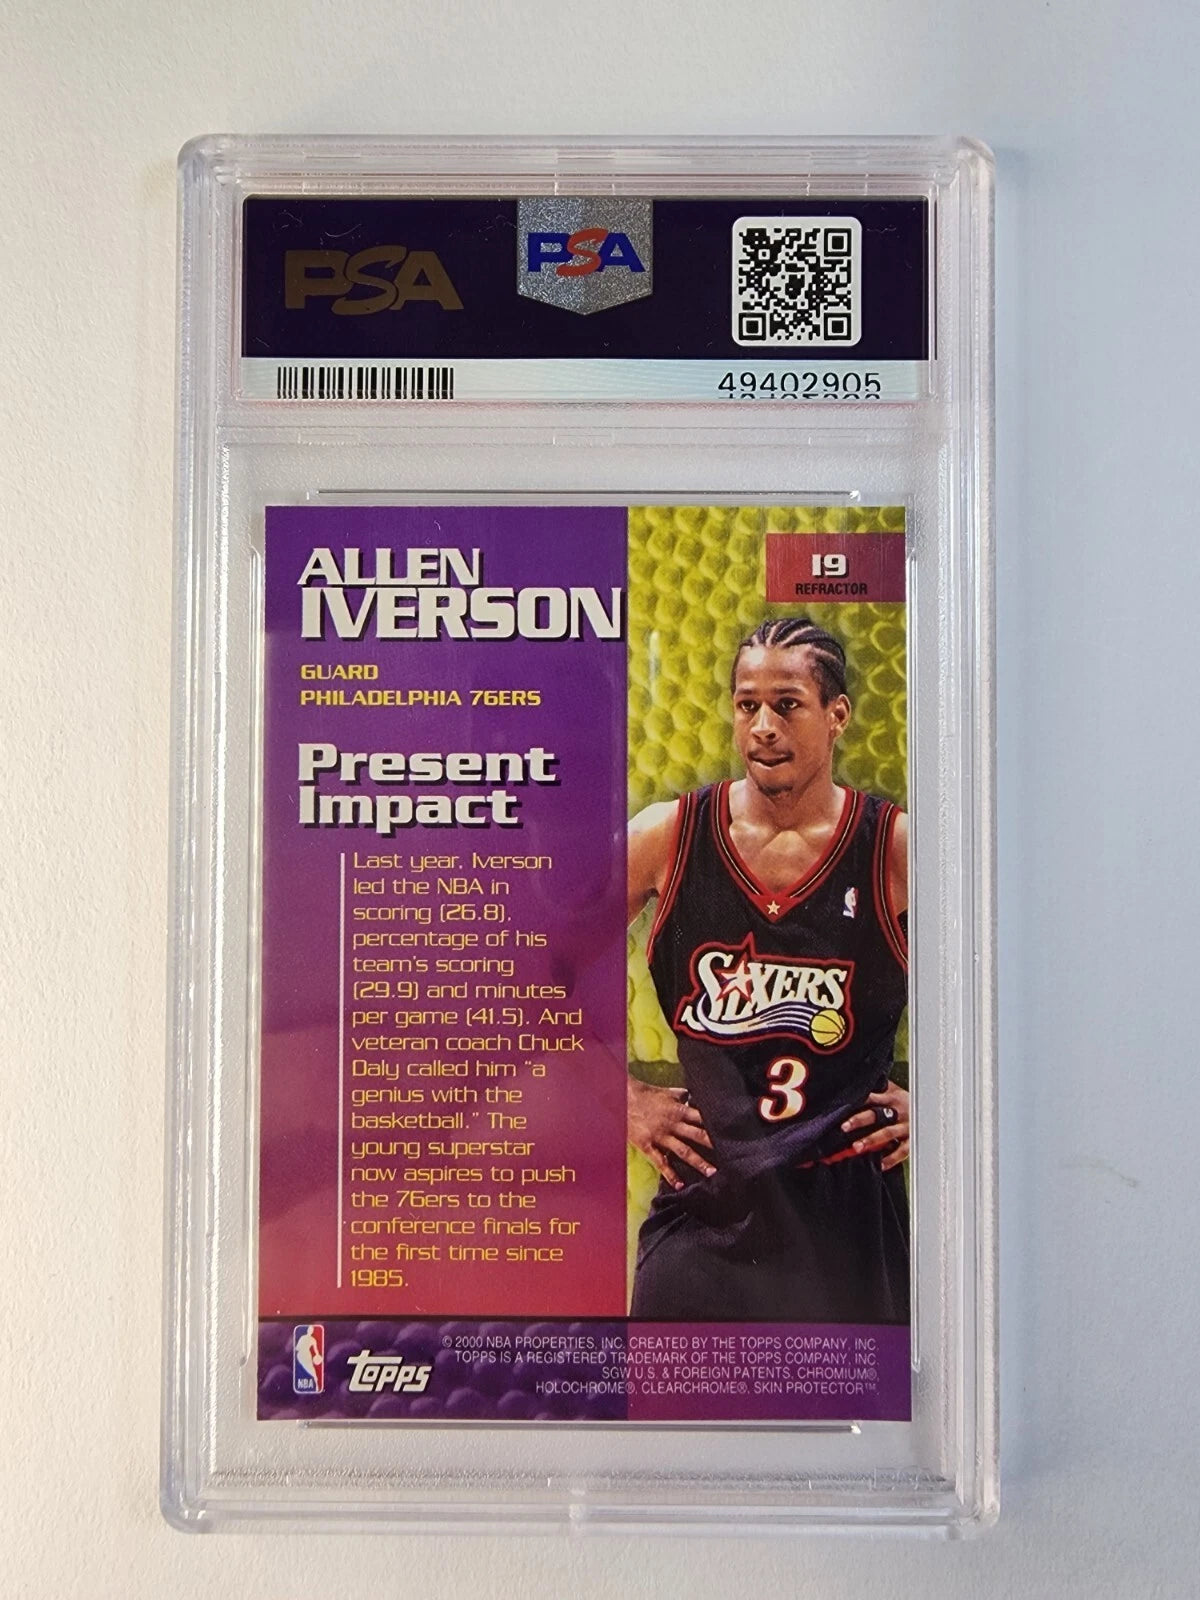 PSA
PSA
49402905
ALLEN
IVERSON
GUARD
PHILADELPHIA 76ERS
19
REFRACTOR
Present
Impact
Last year, Iverson
led the NBA in
scoring (26.8),
percentage of his
team's scoring
(29.9) and minutes
per game (41.5). And
veteran coach Chuck
Daly called him "a
genius with the
basketball." The
young superstar
now aspires to push
the 76ers to the
conference finals for
the first time since
1985.
SIXERS
3
NBA
topps
© 2000 NBA PROPERTIES, INC. CREATED BY THE TOPPS COMPANY, INC.
TOPPS IS A REGISTERED TRADEMARK OF THE TOPPS COMPANY, INC.
SGW U.S. & FOREIGN PATENTS. CHROMIUM®,
HOLOCHROME®, CLEARCHROME®. SKIN PROTECTOR™.